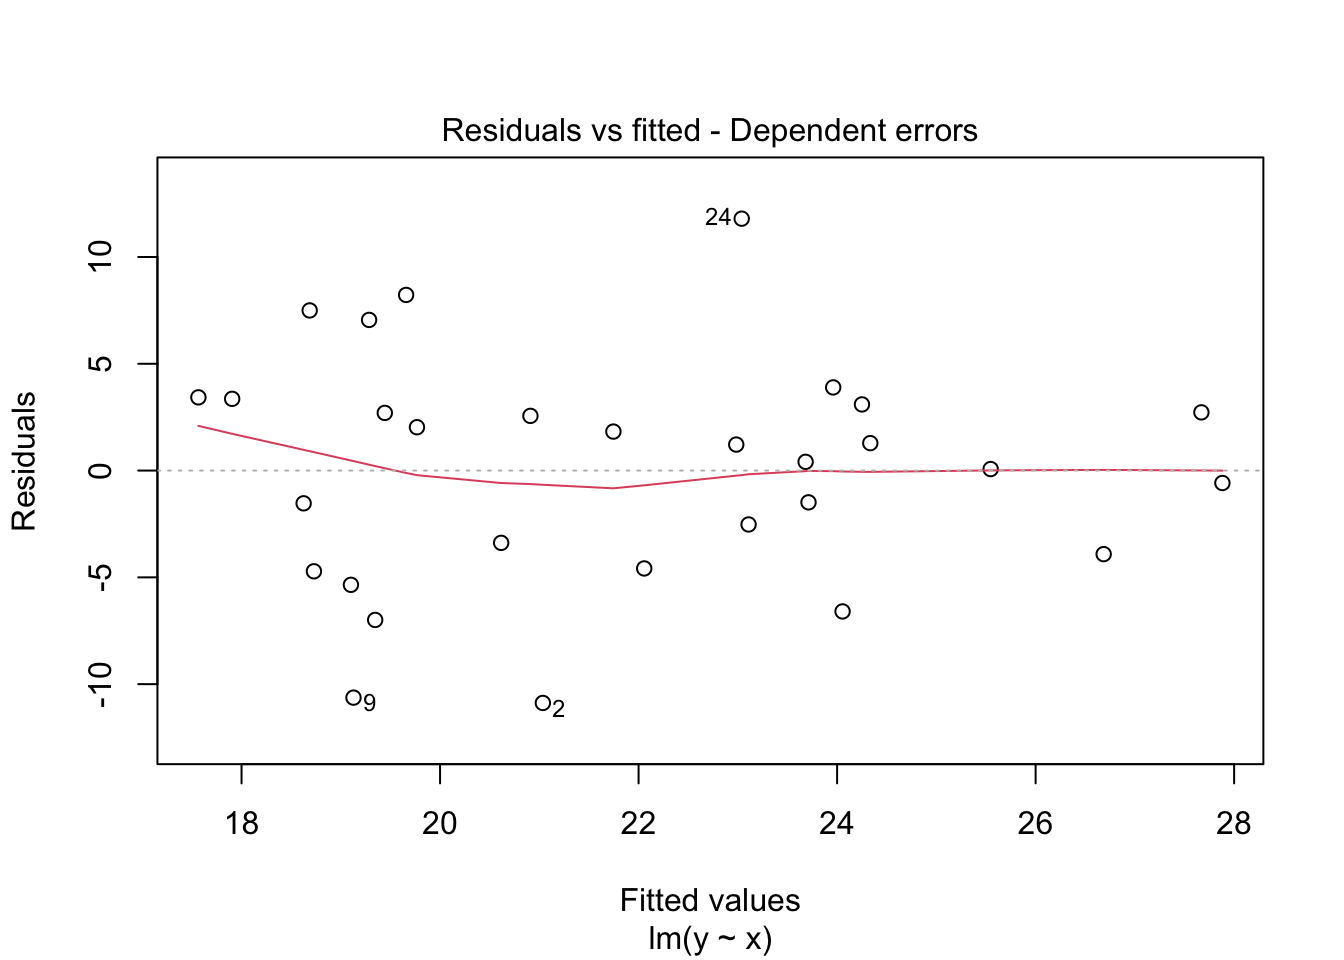 Residuals vs fitted - Dependent errors
Residuals
10
5
0
-5
-10
24
9
2
18 20 22 24 26 28
Fitted values
lm(y ~ x)